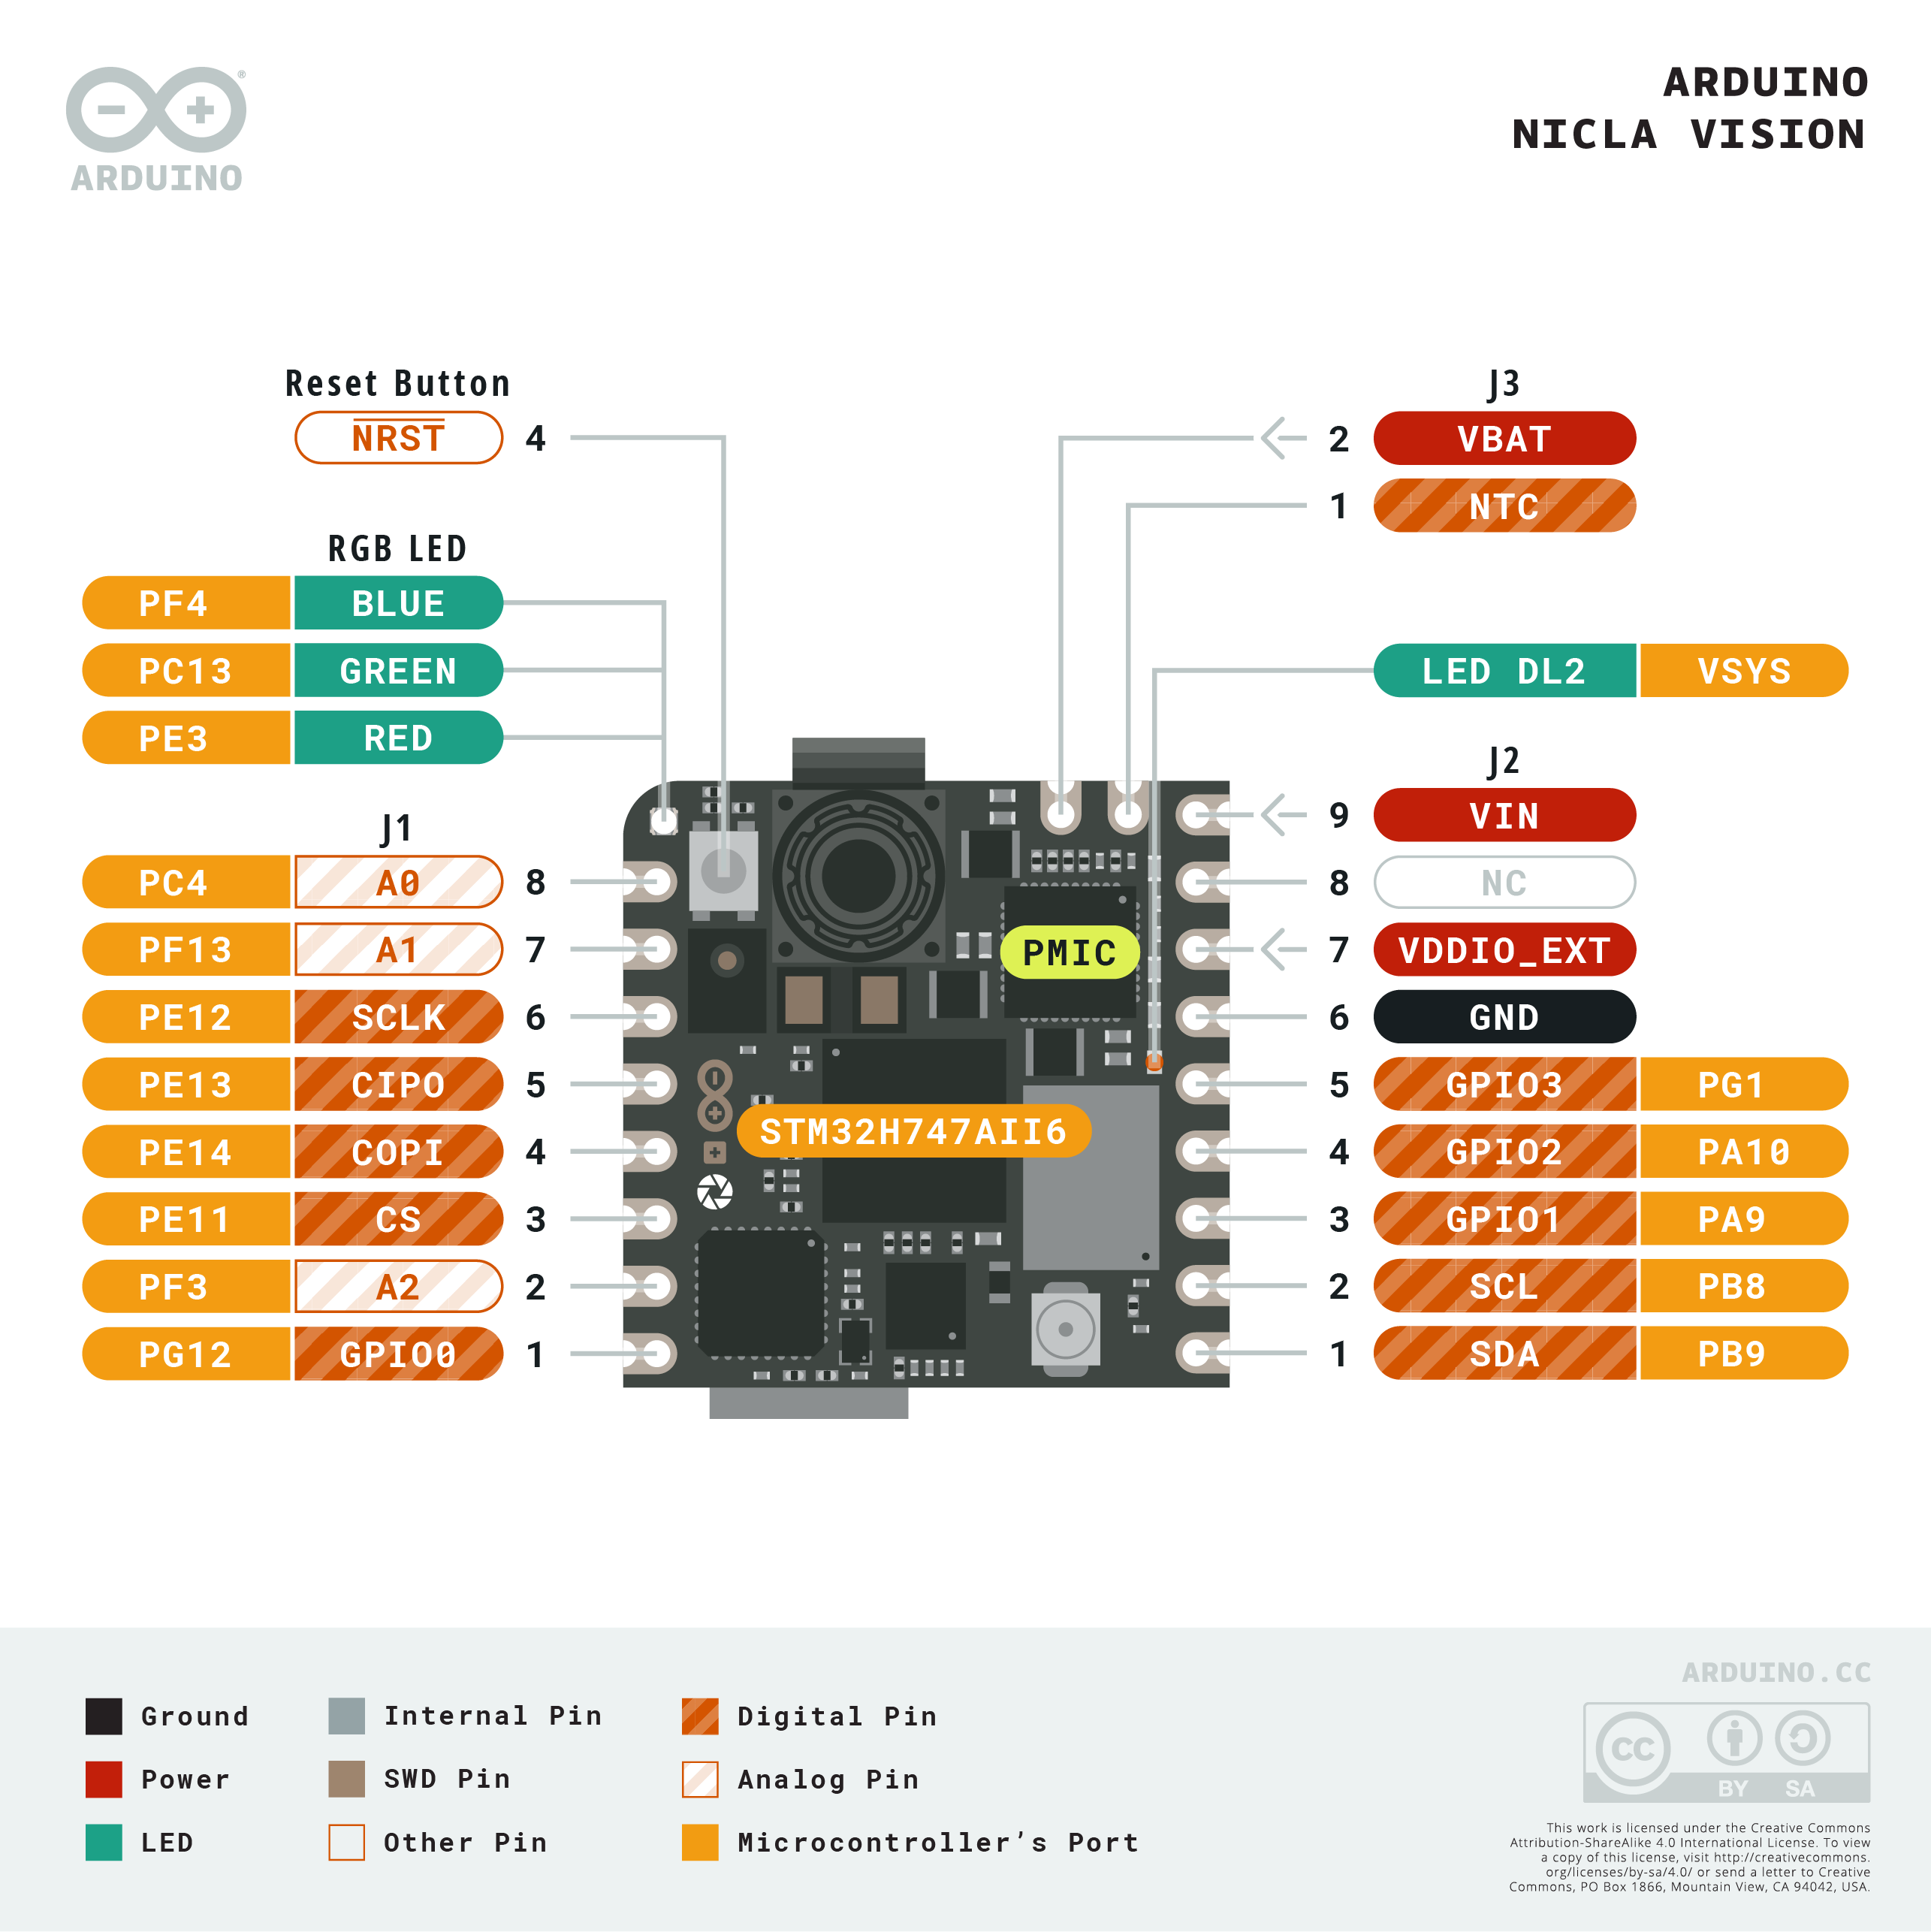 ARDUINO
NICLA VISION
®
ARDUINO
Reset Button
NRST 4
RGB LED
PF4 BLUE
PC13 GREEN
PE3 RED
J1
PC4 A0 8
PF13 A1 7
PE12 SCLK 6
PE13 CIPO 5
PE14 COPI 4
PE11 CS 3
PF3 A2 2
PG12 GPIO0 1
PMIC
STM32H747AII6
J3
2 VBAT
1 NTC
LED DL2 VSYS
J2
9 VIN
8 NC
7 VDDIO_EXT
6 GND
5 GPIO3 PG1
4 GPIO2 PA10
3 GPIO1 PA9
2 SCL PB8
1 SDA PB9
Ground
Power
LED
Internal Pin
SWD Pin
Other Pin
Digital Pin
Analog Pin
Microcontroller’s Port
ARDUINO.CC
CC
BY SA
This work is licensed under the Creative Commons
Attribution-ShareAlike 4.0 International License. To view
a copy of this license, visit http://creativecommons.
org/licenses/by-sa/4.0/ or send a letter to Creative
Commons, PO Box 1866, Mountain View, CA 94042, USA.